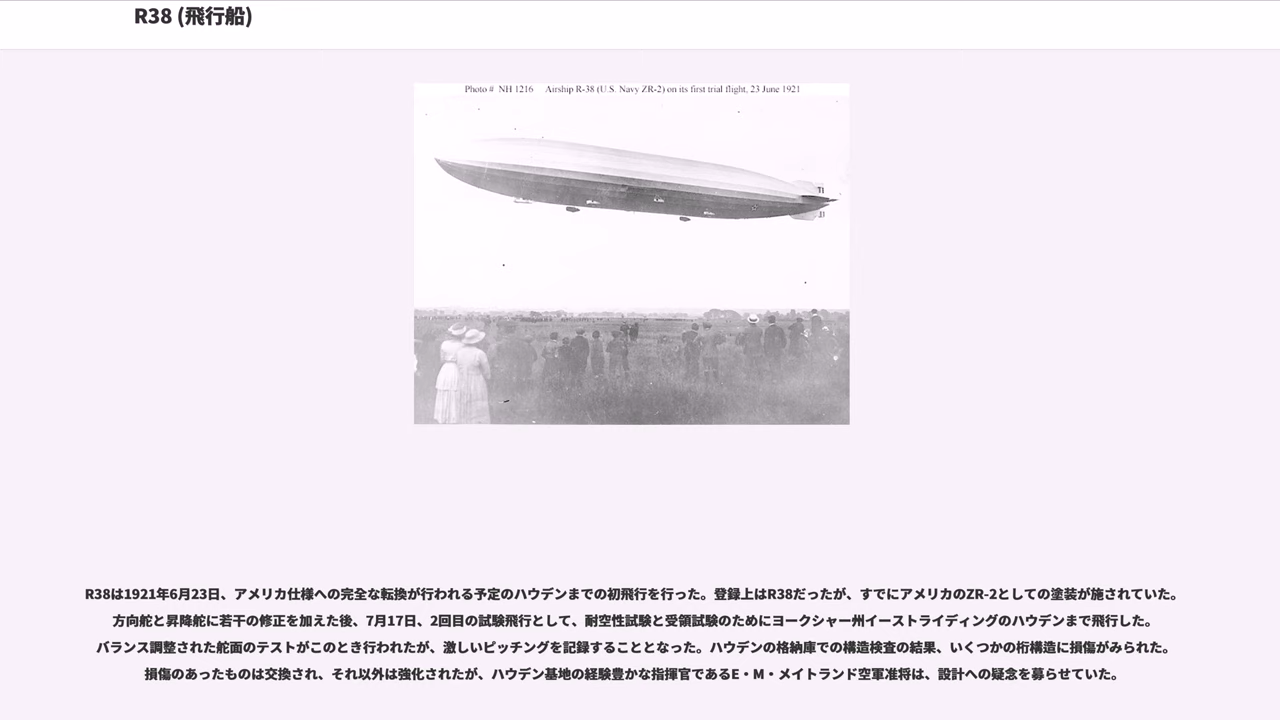 R38 (飛行船)
Photo # NH 1216 Airship R-38 (U.S. Navy ZR-2) on its first trial flight, 23 June 1921
R38は1921年6月23日、アメリカ仕様への完全な転換が行われる予定のハウデンまでの初飛行を行った。登録上はR38だったが、すでにアメリカのZR-2としての塗装が施されていた。
方向舵と昇降舵に若干の修正を加えた後、7月17日、2回目の試験飛行として、耐空性試験と受領試験のためにヨークシャー州イーストライディングのハウデンまで飛行した。
バランス調整された舵面のテストがこのとき行われたが、激しいピッチングを記録することとなった。ハウデンの格納庫での構造検査の結果、いくつかの桁構造に損傷がみられた。
損傷のあったものは交換され、それ以外は強化されたが、ハウデン基地の経験豊かな指揮官であるE・M・メイトランド空軍准将は、設計への疑念を募らせていた。